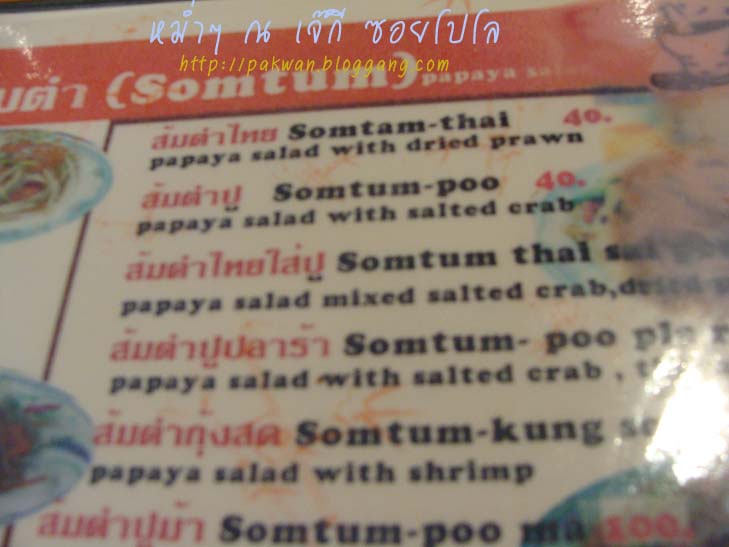 หม่ำๆ ณ เจ๊กี ซอยโปโล
http://pakwan.bloggang.com
มตำ (Somtum) papaya
ส้มตำไทย Somtam-thai 40.
papaya salad with dried prawn
ส้มตำปู Somtum-poo 40.
papaya salad with salted crab
ส้มตำไทยใส่ปู Somtum thai
papaya salad mixed salted crab,dried
ส้มตำปูปลาร้า Somtum- poo pla
papaya salad with salted crab ,
ส้มตำกุ้งสด Somtum-kung
papaya salad with shrimp
ส้มตำปูม้า Somtum-poo ma 100.